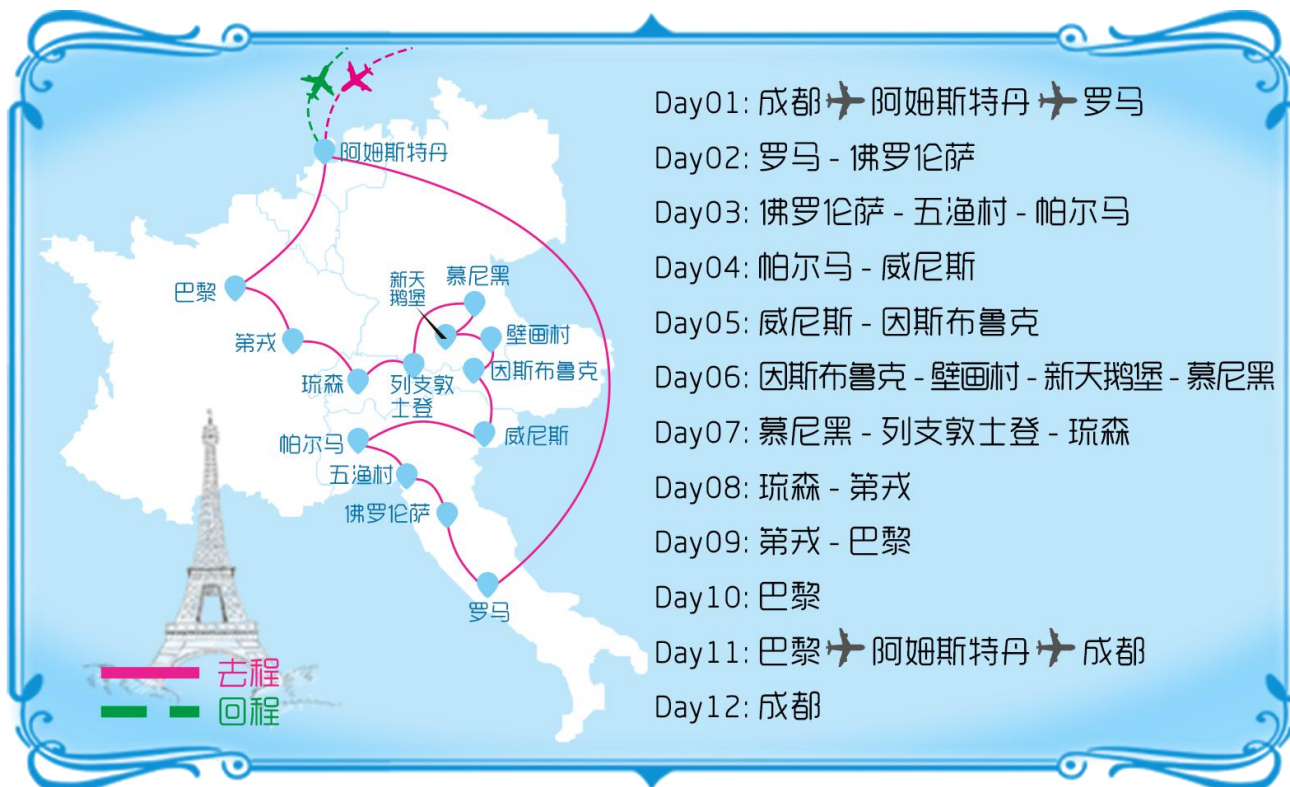 阿姆斯特丹
巴黎
新天
鹅堡
慕尼黑
壁画村
第戎
琉森
列支敦
士登
因斯布鲁克
帕尔马
威尼斯
五渔村
佛罗伦萨
罗马
去程
回程
Day01: 成都 阿姆斯特丹 罗马
Day02: 罗马 - 佛罗伦萨
Day03: 佛罗伦萨 - 五渔村 - 帕尔马
Day04: 帕尔马 - 威尼斯
Day05: 威尼斯 - 因斯布鲁克
Day06: 因斯布鲁克 - 壁画村 - 新天鹅堡 - 慕尼黑
Day07: 慕尼黑 - 列支敦士登 - 琉森
Day08: 琉森 - 第戎
Day09: 第戎 - 巴黎
Day10: 巴黎
Day11: 巴黎 阿姆斯特丹 成都
Day12: 成都